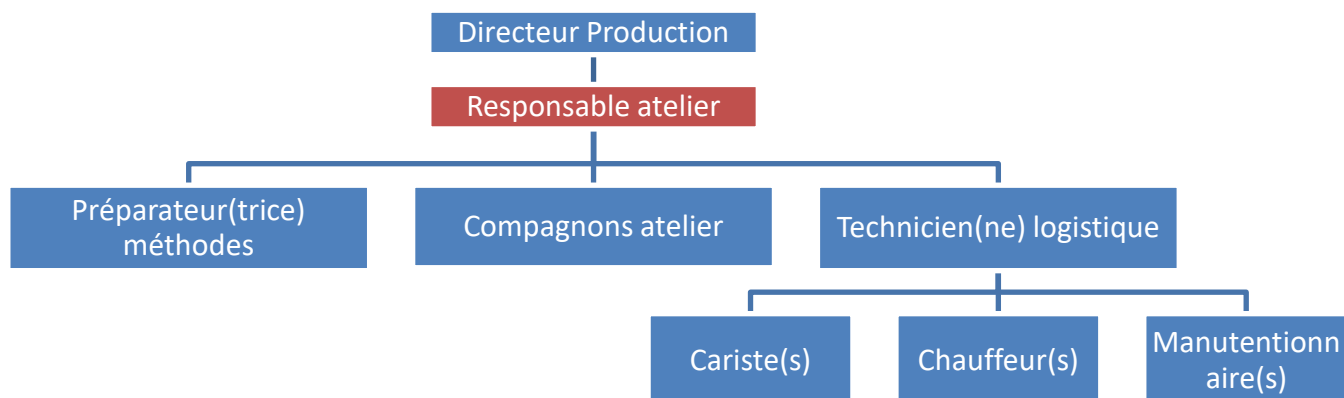 Directeur Production
Responsable atelier
Préparateur(trice)
méthodes
Compagnons atelier
Technicien(ne) logistique
Cariste(s)
Chauffeur(s)
Manutentionn
aire(s)